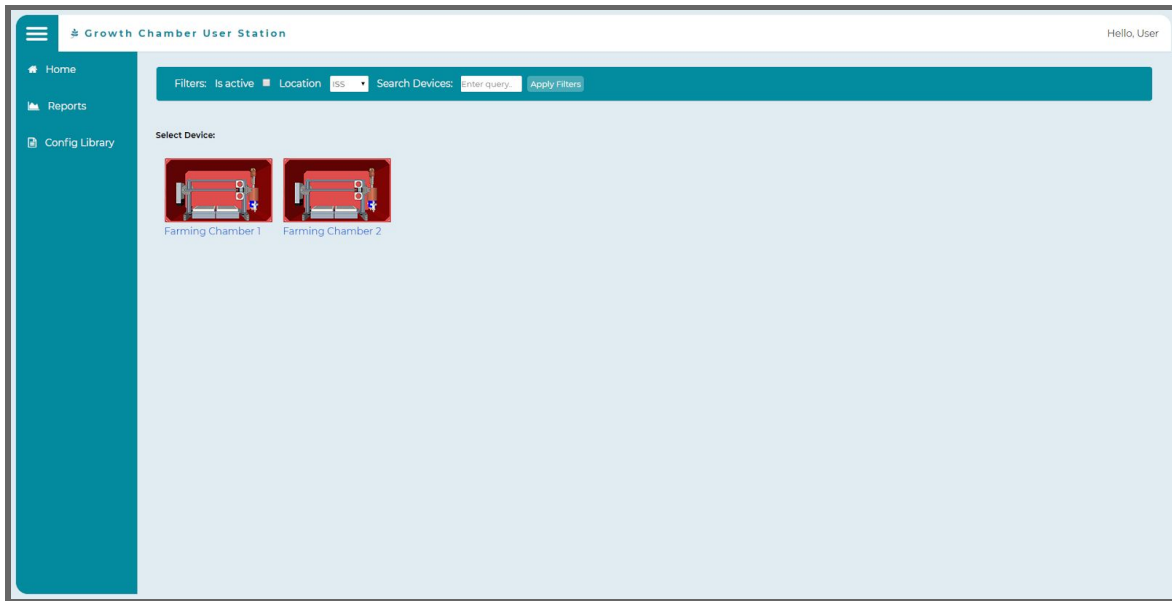 Growth Chamber User Station
Hello, User
Home
Reports
Config Library
Filters: Is active Location ISS Search Devices: Enter query. Apply Filters
Select Device:
Farming Chamber 1 Farming Chamber 2